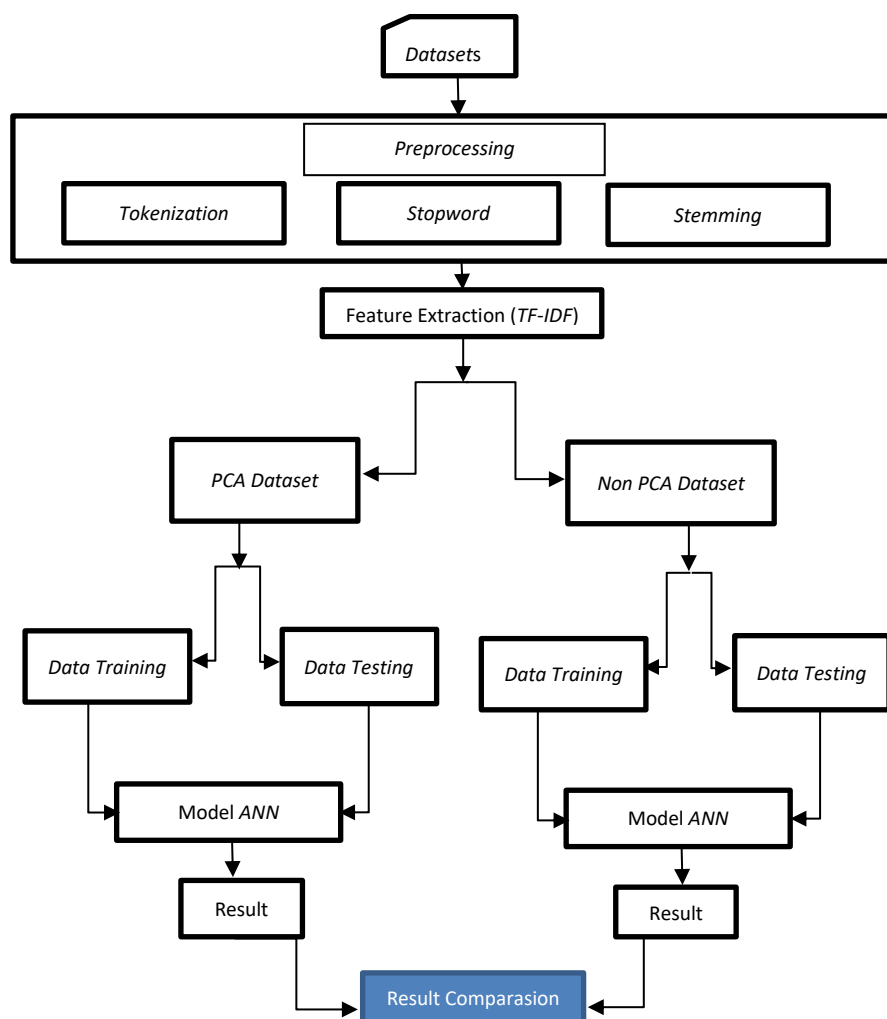 Datasets
Preprocessing
Tokenization
Stopword
Stemming
Feature Extraction (TF-IDF)
PCA Dataset
Non PCA Dataset
Data Training
Data Testing
Data Training
Data Testing
Model ANN
Model ANN
Result
Result
Result Comparasion